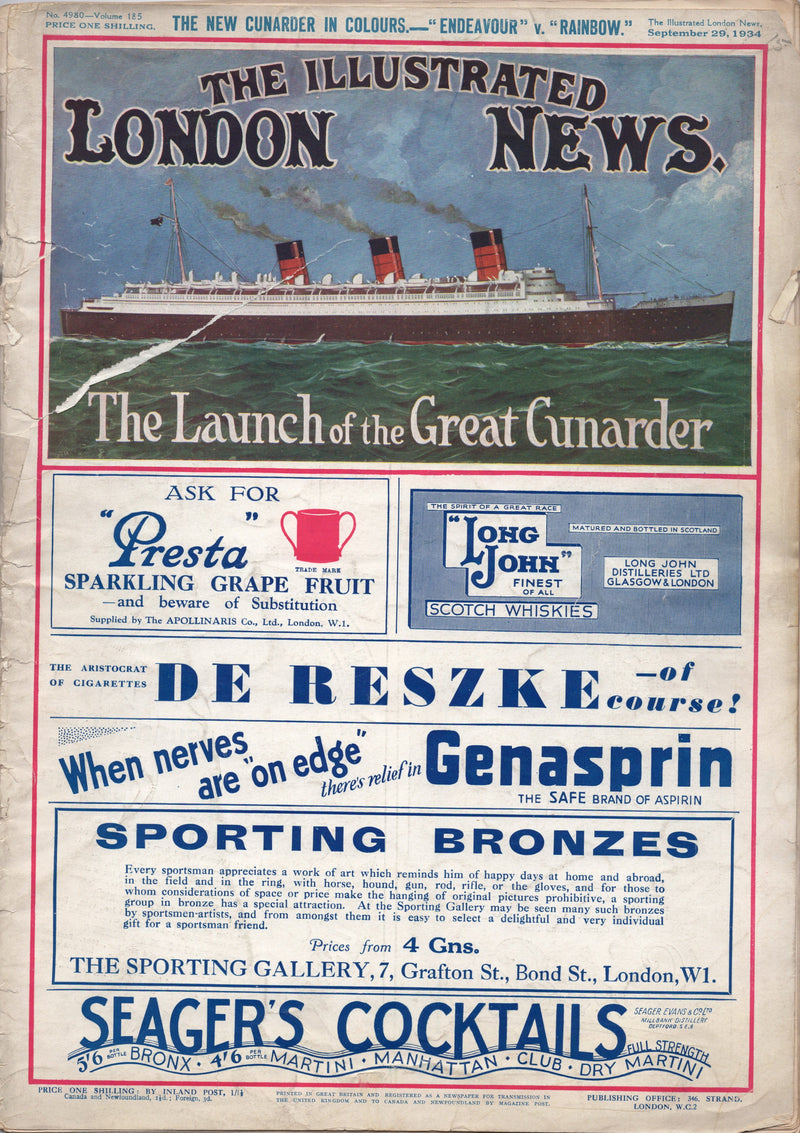 No. 4980—Volume 185
PRICE ONE SHILLING.
THE NEW CUNARDER IN COLOURS.—"ENDEAVOUR" v. "RAINBOW."
The Illustrated London News,
September 29, 1934
THE ILLUSTRATED
LONDON NEWS.
The Launch of the Great Cunarder
ASK FOR
"Presta"
TRADE MARK
SPARKLING GRAPE FRUIT
—and beware of Substitution
Supplied by The APOLLINARIS Co., Ltd., London, W.1.
THE SPIRIT OF A GREAT RACE
"LONG
JOHN"
FINEST
OF ALL
SCOTCH WHISKIES
MATURED AND BOTTLED IN SCOTLAND
LONG JOHN
DISTILLERIES LTD
GLASGOW & LONDON
THE ARISTOCRAT
OF CIGARETTES
DE RESZKE
—of
course!
When nerves
are "on edge"
there's relief in
Genasprin
THE SAFE BRAND OF ASPIRIN
SPORTING BRONZES
Every sportsman appreciates a work of art which reminds him of happy days at home and abroad,
in the field and in the ring, with horse, hound, gun, rod, rifle, or the gloves, and for those to
whom considerations of space or price make the hanging of original pictures prohibitive, a sporting
group in bronze has a special attraction. At the Sporting Gallery may be seen many such bronzes
by sportsmen-artists, and from amongst them it is easy to select a delightful and very individual
gift for a sportsman friend.
Prices from 4 Gns.
THE SPORTING GALLERY, 7, Grafton St., Bond St., London, W1.
SEAGER'S COCKTAILS
SEAGER EVANS & CO LTD
MILLBANK DISTILLERY
DEPTFORD. S.E.8
5'6 PER BOTTLE BRONX · 4'6 PER BOTTLE MARTINI · MANHATTAN · CLUB · DRY MARTINI
FULL STRENGTH
PRICE ONE SHILLING: BY INLAND POST, 1/1½
Canada and Newfoundland, 1½d.; Foreign, 3d.
PRINTED IN GREAT BRITAIN AND REGISTERED AS A NEWSPAPER FOR TRANSMISSION IN
THE UNITED KINGDOM AND TO CANADA AND NEWFOUNDLAND BY MAGAZINE POST.
PUBLISHING OFFICE: 346, STRAND,
LONDON, W.C.2